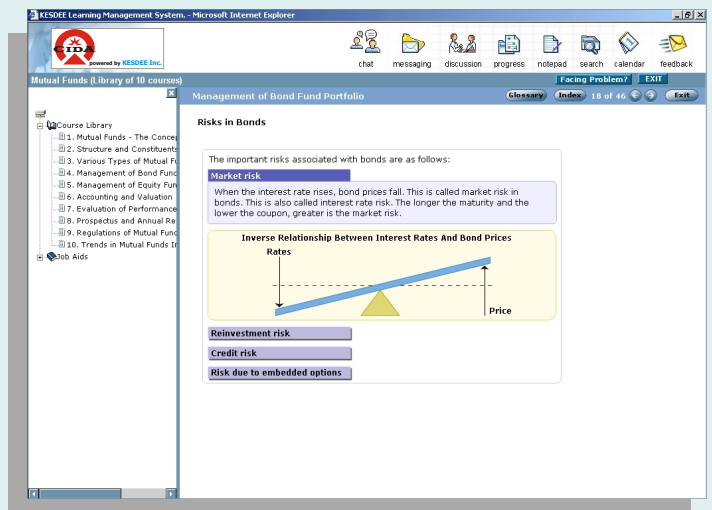 KESDEE Learning Management System. - Microsoft Internet Explorer
CIDA
powered by KESDEE Inc.
chat messaging discussion progress notepad search calendar feedback
Mutual Funds (Library of 10 courses)
Facing Problem? EXIT
Management of Bond Fund Portfolio
Glossary Index 18 of 46 Exit
Course Library
1. Mutual Funds - The Concep
2. Structure and Constituents
3. Various Types of Mutual Fu
4. Management of Bond Fund
5. Management of Equity Fun
6. Accounting and Valuation
7. Evaluation of Performance
8. Prospectus and Annual Re
9. Regulations of Mutual Fund
10. Trends in Mutual Funds In
Job Aids
Risks in Bonds
The important risks associated with bonds are as follows:
Market risk
When the interest rate rises, bond prices fall. This is called market risk in
bonds. This is also called interest rate risk. The longer the maturity and the
lower the coupon, greater is the market risk.
Inverse Relationship Between Interest Rates And Bond Prices
Rates
Price
Reinvestment risk
Credit risk
Risk due to embedded options